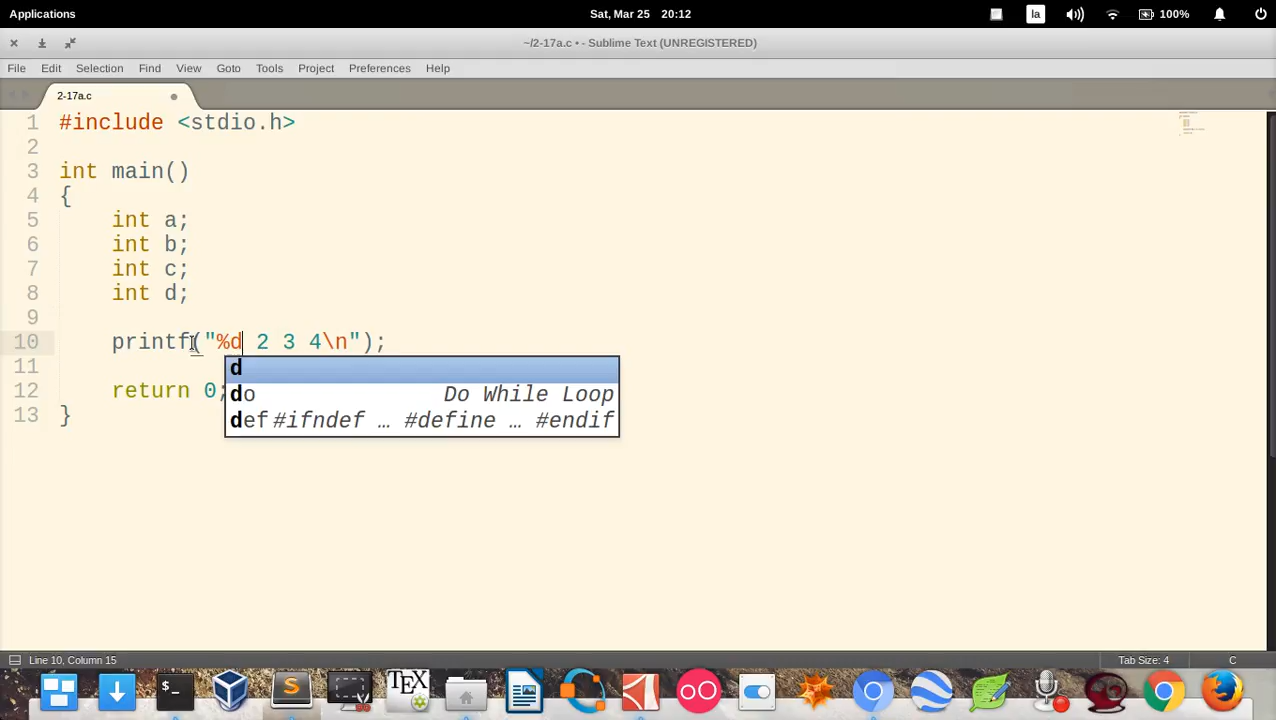 Applications
Sat, Mar 25 20:12
la
100%
~/2-17a.c • - Sublime Text (UNREGISTERED)
File Edit Selection Find View Goto Tools Project Preferences Help
2-17a.c
1 #include <stdio.h>
2
3 int main()
4 {
5 int a;
6 int b;
7 int c;
8 int d;
9
10 printf("%d 2 3 4\n");
11
12 return 0;
13 }
d
do Do While Loop
def #ifndef … #define … #endif
Line 10, Column 15
Tab Size: 4
C
>_
S
TEX